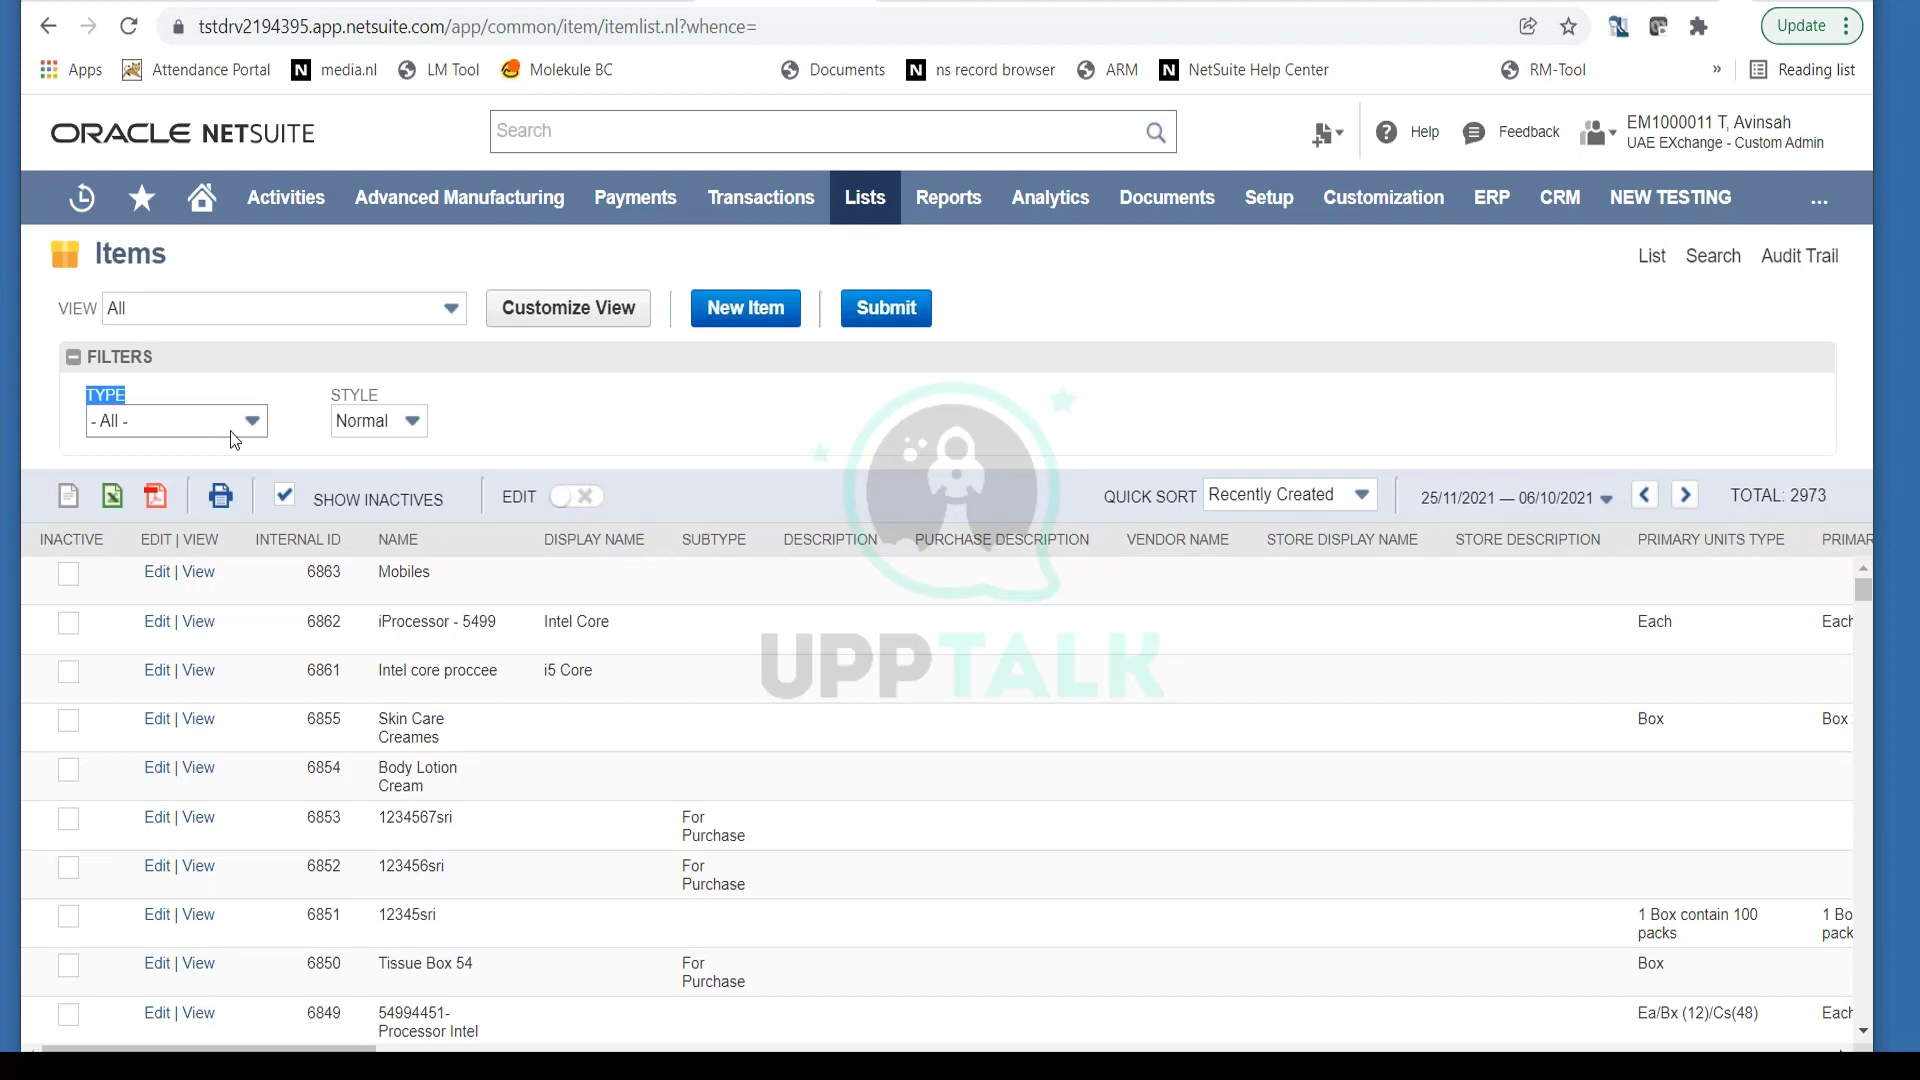 tstdrv2194395.app.netsuite.com/app/common/item/itemlist.nl?whence=
Update
Apps
Attendance Portal
N media.nl
LM Tool
Molekule BC
Documents
N ns record browser
ARM
N NetSuite Help Center
RM-Tool
»
Reading list
ORACLE NETSUITE
Search
Help
Feedback
EM1000011 T, Avinsah
UAE EXchange - Custom Admin
Activities
Advanced Manufacturing
Payments
Transactions
Lists
Reports
Analytics
Documents
Setup
Customization
ERP
CRM
NEW TESTING
...
Items
List
Search
Audit Trail
VIEW
All
Customize View
New Item
Submit
FILTERS
TYPE
- All -
STYLE
Normal
SHOW INACTIVES
EDIT
QUICK SORT
Recently Created
25/11/2021 — 06/10/2021
TOTAL: 2973
INACTIVE EDIT | VIEW INTERNAL ID NAME DISPLAY NAME SUBTYPE DESCRIPTION PURCHASE DESCRIPTION VENDOR NAME STORE DISPLAY NAME STORE DESCRIPTION PRIMARY UNITS TYPE PRIMAR
Edit | View 6863 Mobiles
Edit | View 6862 iProcessor - 5499 Intel Core Each Each
Edit | View 6861 Intel core proccee i5 Core
Edit | View 6855 Skin Care Box Box
Creames
Edit | View 6854 Body Lotion
Cream
Edit | View 6853 1234567sri For
Purchase
Edit | View 6852 123456sri For
Purchase
Edit | View 6851 12345sri 1 Box contain 100 1 Bo
packs pack
Edit | View 6850 Tissue Box 54 For Box
Purchase
Edit | View 6849 54994451- Ea/Bx (12)/Cs(48) Each
Processor Intel
UPPTALK